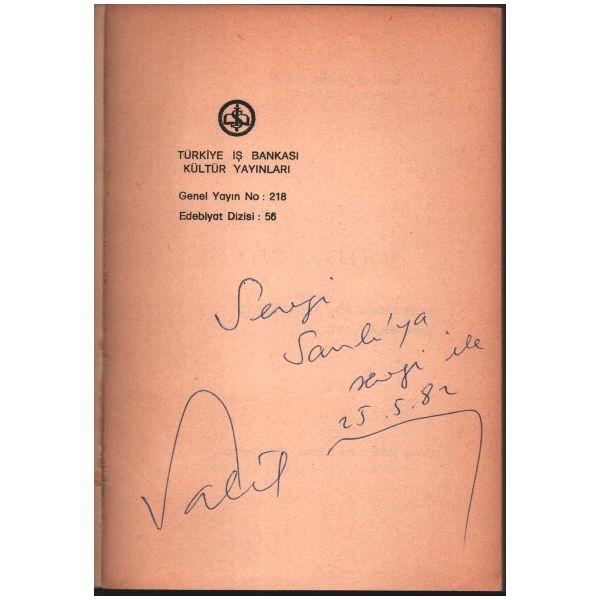 TÜRKİYE İŞ BANKASI
KÜLTÜR YAYINLARI
Genel Yayın No : 218
Edebiyat Dizisi : 56
Sevgi
Sanlı'ya
sevgi ile
25.5.82